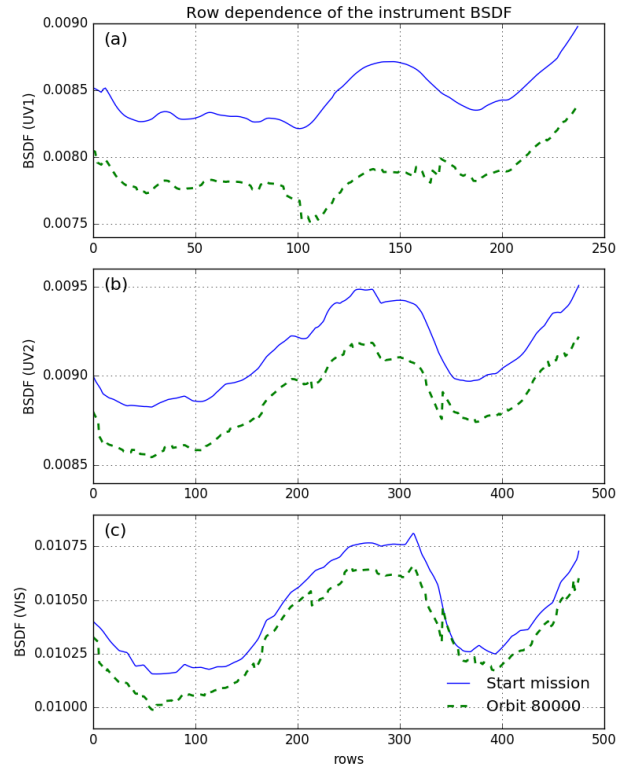 Row dependence of the instrument BSDF
(a)
BSDF (UV1)
0.0090
0.0085
0.0080
0.0075
0 50 100 150 200 250
(b)
BSDF (UV2)
0.0095
0.0090
0.0085
0 100 200 300 400 500
(c)
BSDF (VIS)
0.01075
0.01050
0.01025
0.01000
Start mission
Orbit 80000
0 100 200 300 400 500
rows